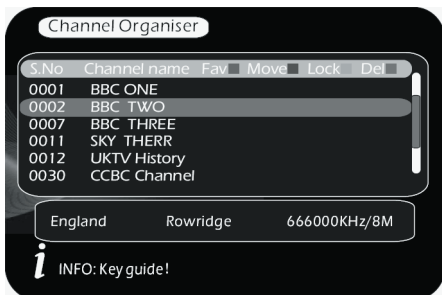 Channel Organiser
S.No Channel name Fav Move Lock Del
0001 BBC ONE
0002 BBC TWO
0007 BBC THREE
0011 SKY THERR
0012 UKTV History
0030 CCBC Channel
England Rowridge 666000KHz/8M
i INFO: Key guide!